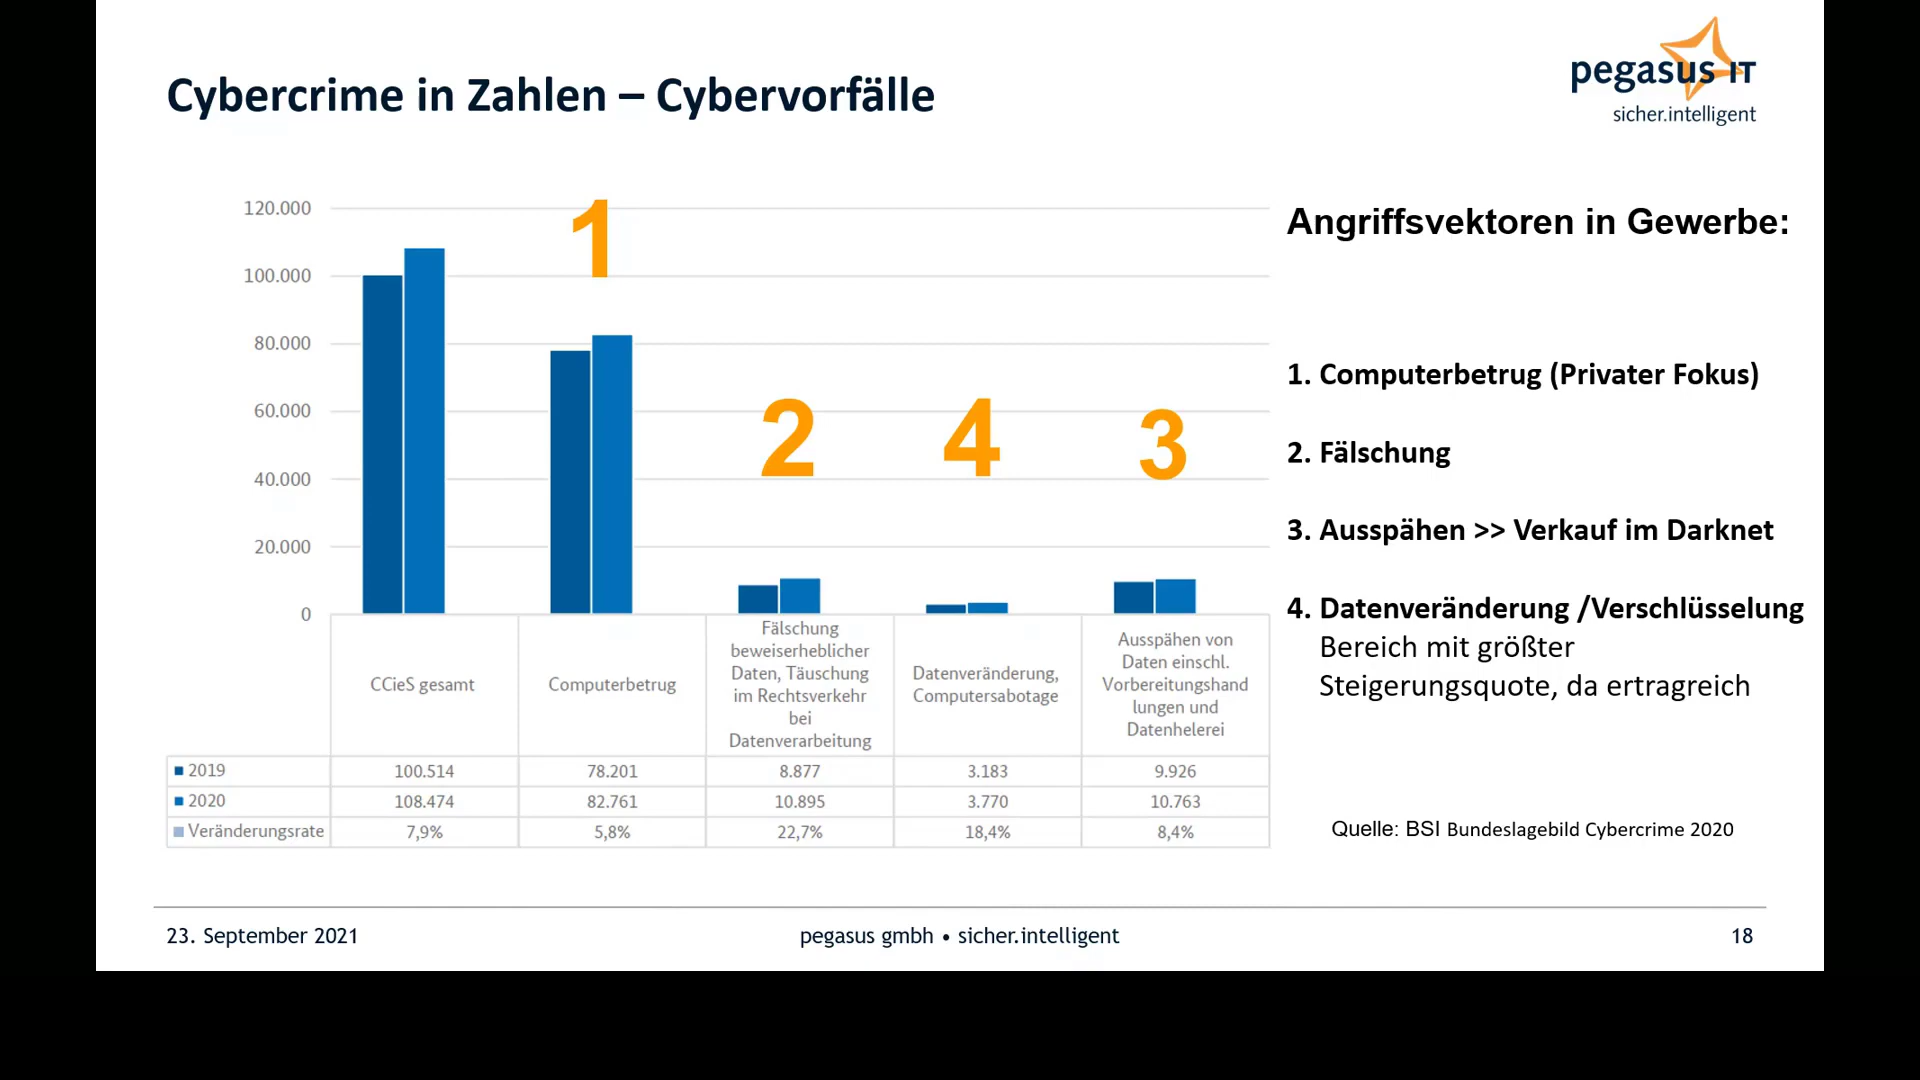 Cybercrime in Zahlen – Cybervorfälle
pegasus IT
sicher.intelligent
120.000
100.000
80.000
60.000
40.000
20.000
0
1
2
4
3
CCieS gesamt
Computerbetrug
Fälschung
beweiserheblicher
Daten, Täuschung
im Rechtsverkehr
bei
Datenverarbeitung
Datenveränderung,
Computersabotage
Ausspähen von
Daten einschl.
Vorbereitungshand
lungen und
Datenhelerei
2019 100.514 78.201 8.877 3.183 9.926
2020 108.474 82.761 10.895 3.770 10.763
Veränderungsrate 7,9% 5,8% 22,7% 18,4% 8,4%
Angriffsvektoren in Gewerbe:
1. Computerbetrug (Privater Fokus)
2. Fälschung
3. Ausspähen >> Verkauf im Darknet
4. Datenveränderung /Verschlüsselung
Bereich mit größter
Steigerungsquote, da ertragreich
Quelle: BSI Bundeslagebild Cybercrime 2020
23. September 2021
pegasus gmbh • sicher.intelligent
18